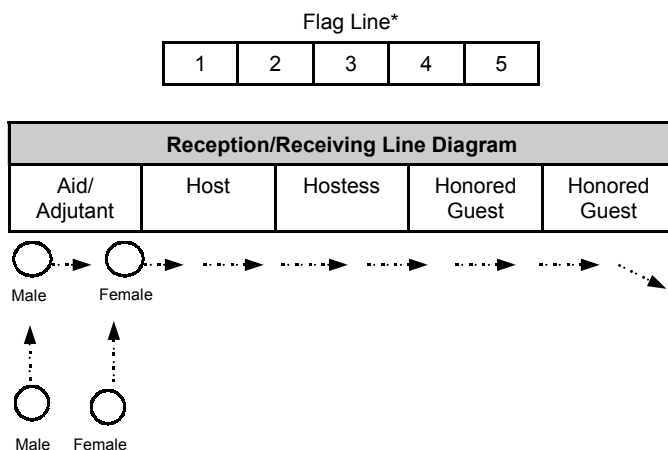 Flag Line*
1 2 3 4 5
Reception/Receiving Line Diagram
Aid/ Host Hostess Honored Honored
Adjutant Guest Guest
Male Female
Male Female